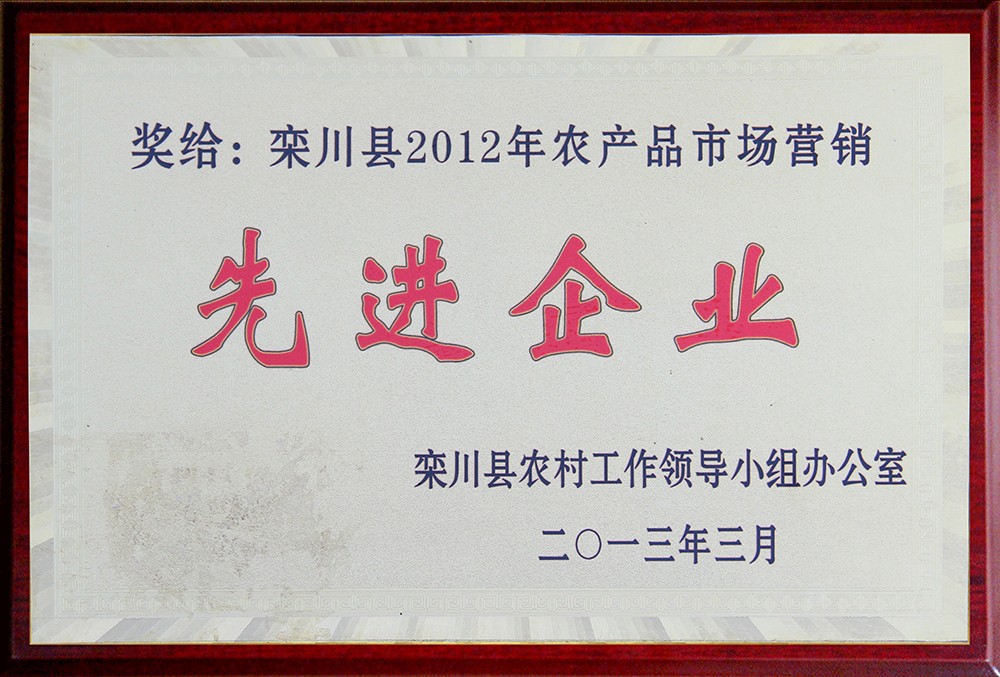 奖给：栾川县2012年农产品市场营销
先进企业
栾川县农村工作领导小组办公室
二〇一三年三月